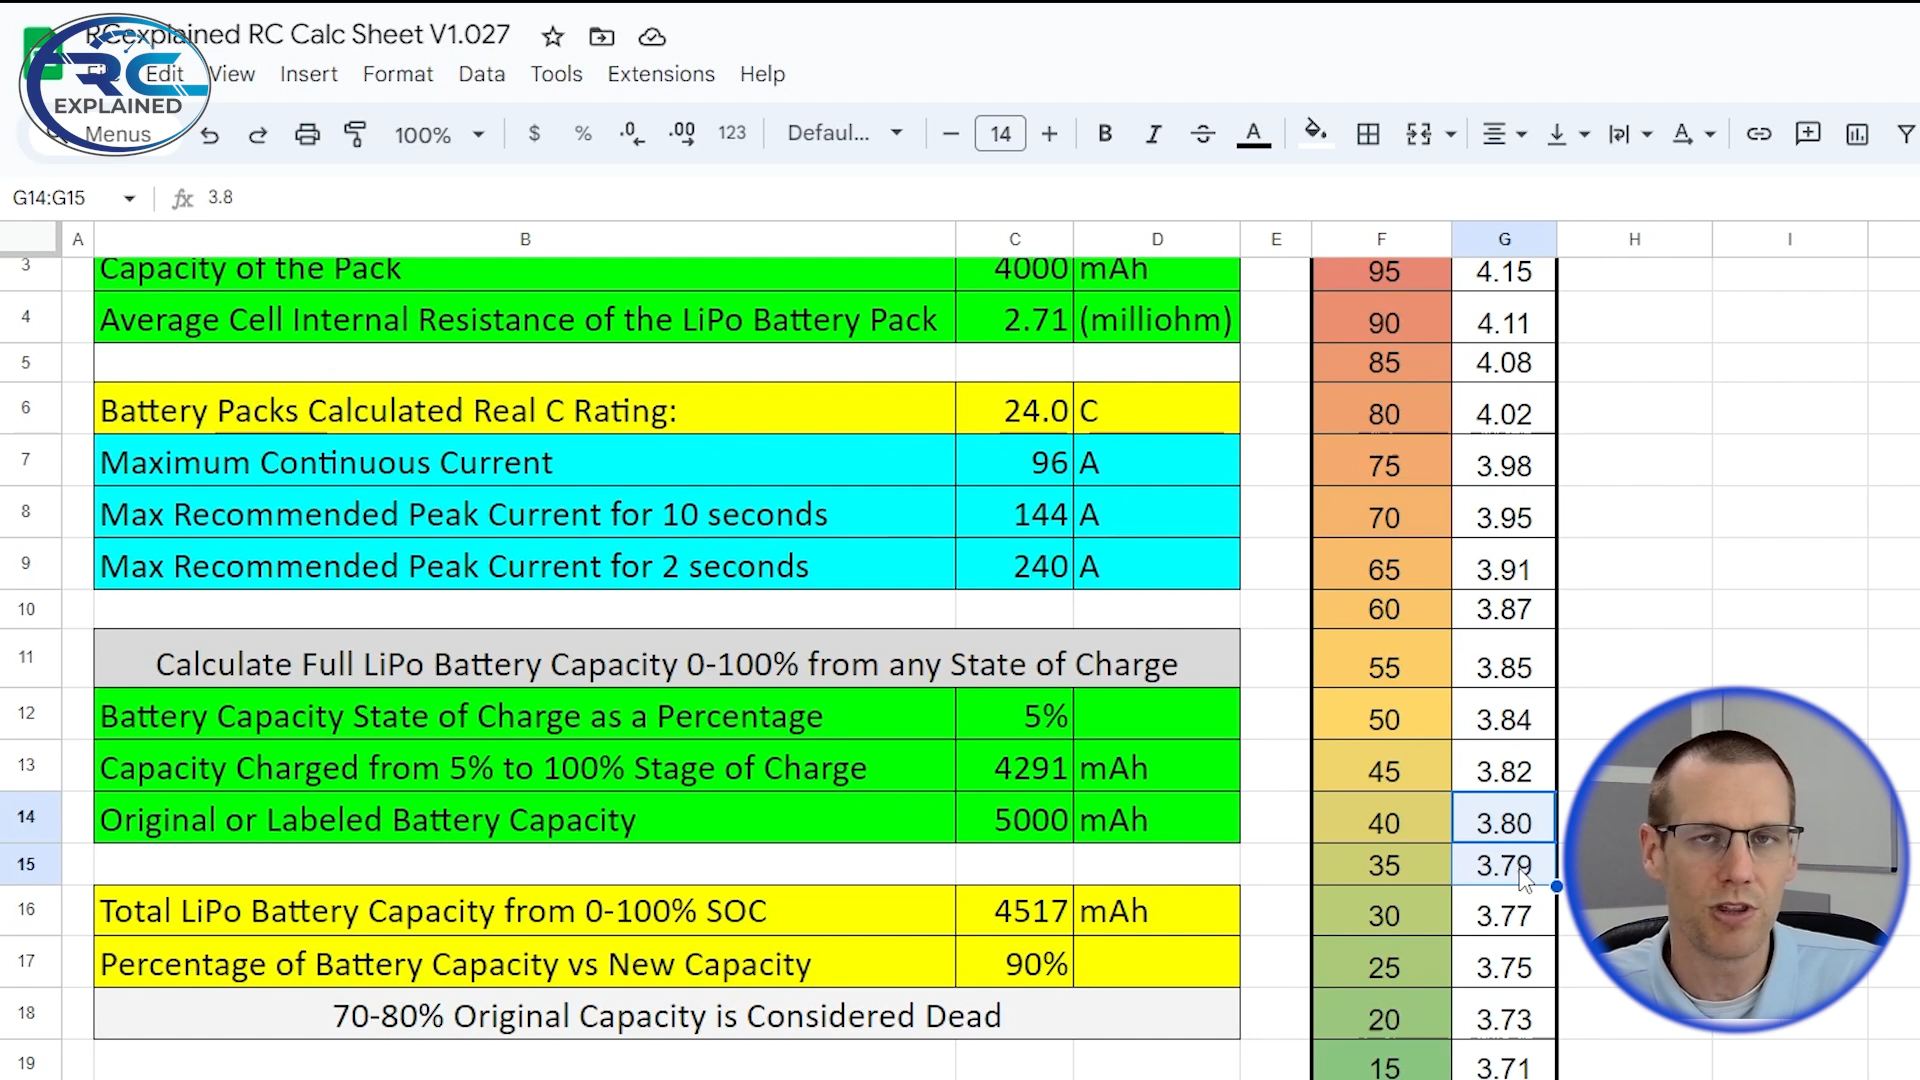 RCexplained RC Calc Sheet V1.027
Edit View Insert Format Data Tools Extensions Help
RC
EXPLAINED
Menus 100% $ % .0 .00 123 Defaul... 14 B I A
G14:G15 fx 3.8
A B C D E F G H I
3 Capacity of the Pack 4000 mAh 95 4.15
4 Average Cell Internal Resistance of the LiPo Battery Pack 2.71 (milliohm) 90 4.11
5 85 4.08
6 Battery Packs Calculated Real C Rating: 24.0 C 80 4.02
7 Maximum Continuous Current 96 A 75 3.98
8 Max Recommended Peak Current for 10 seconds 144 A 70 3.95
9 Max Recommended Peak Current for 2 seconds 240 A 65 3.91
10 60 3.87
11 Calculate Full LiPo Battery Capacity 0-100% from any State of Charge 55 3.85
12 Battery Capacity State of Charge as a Percentage 5% 50 3.84
13 Capacity Charged from 5% to 100% Stage of Charge 4291 mAh 45 3.82
14 Original or Labeled Battery Capacity 5000 mAh 40 3.80
15 35 3.79
16 Total LiPo Battery Capacity from 0-100% SOC 4517 mAh 30 3.77
17 Percentage of Battery Capacity vs New Capacity 90% 25 3.75
18 70-80% Original Capacity is Considered Dead 20 3.73
19 15 3.71